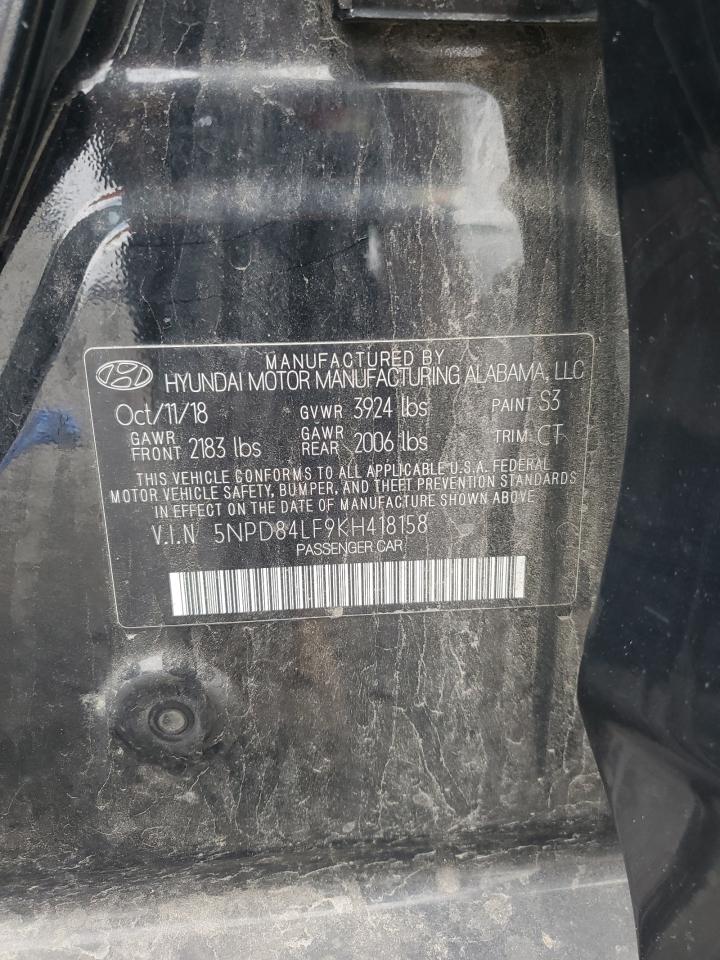 MANUFACTURED BY
HYUNDAI MOTOR MANUFACTURING ALABAMA, LLC
Oct/11/18 GVWR 3924 lbs PAINT S3
GAWR FRONT 2183 lbs GAWR REAR 2006 lbs TRIM CT
THIS VEHICLE CONFORMS TO ALL APPLICABLE U.S.A. FEDERAL
MOTOR VEHICLE SAFETY, BUMPER, AND THEFT PREVENTION STANDARDS
IN EFFECT ON THE DATE OF MANUFACTURE SHOWN ABOVE
V.I.N 5NPD84LF9KH418158
PASSENGER CAR